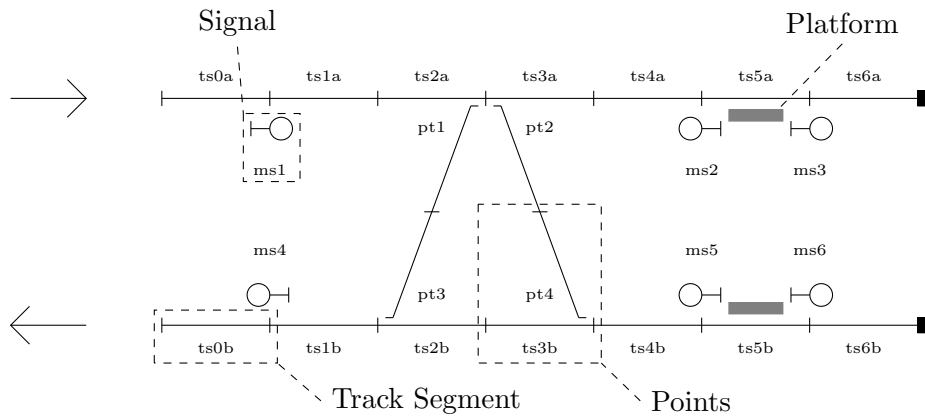 Signal
Platform
ts0a ts1a ts2a ts3a ts4a ts5a ts6a
pt1 pt2
ms1 ms2 ms3
ms4 ms5 ms6
pt3 pt4
ts0b ts1b ts2b ts3b ts4b ts5b ts6b
Track Segment
Points